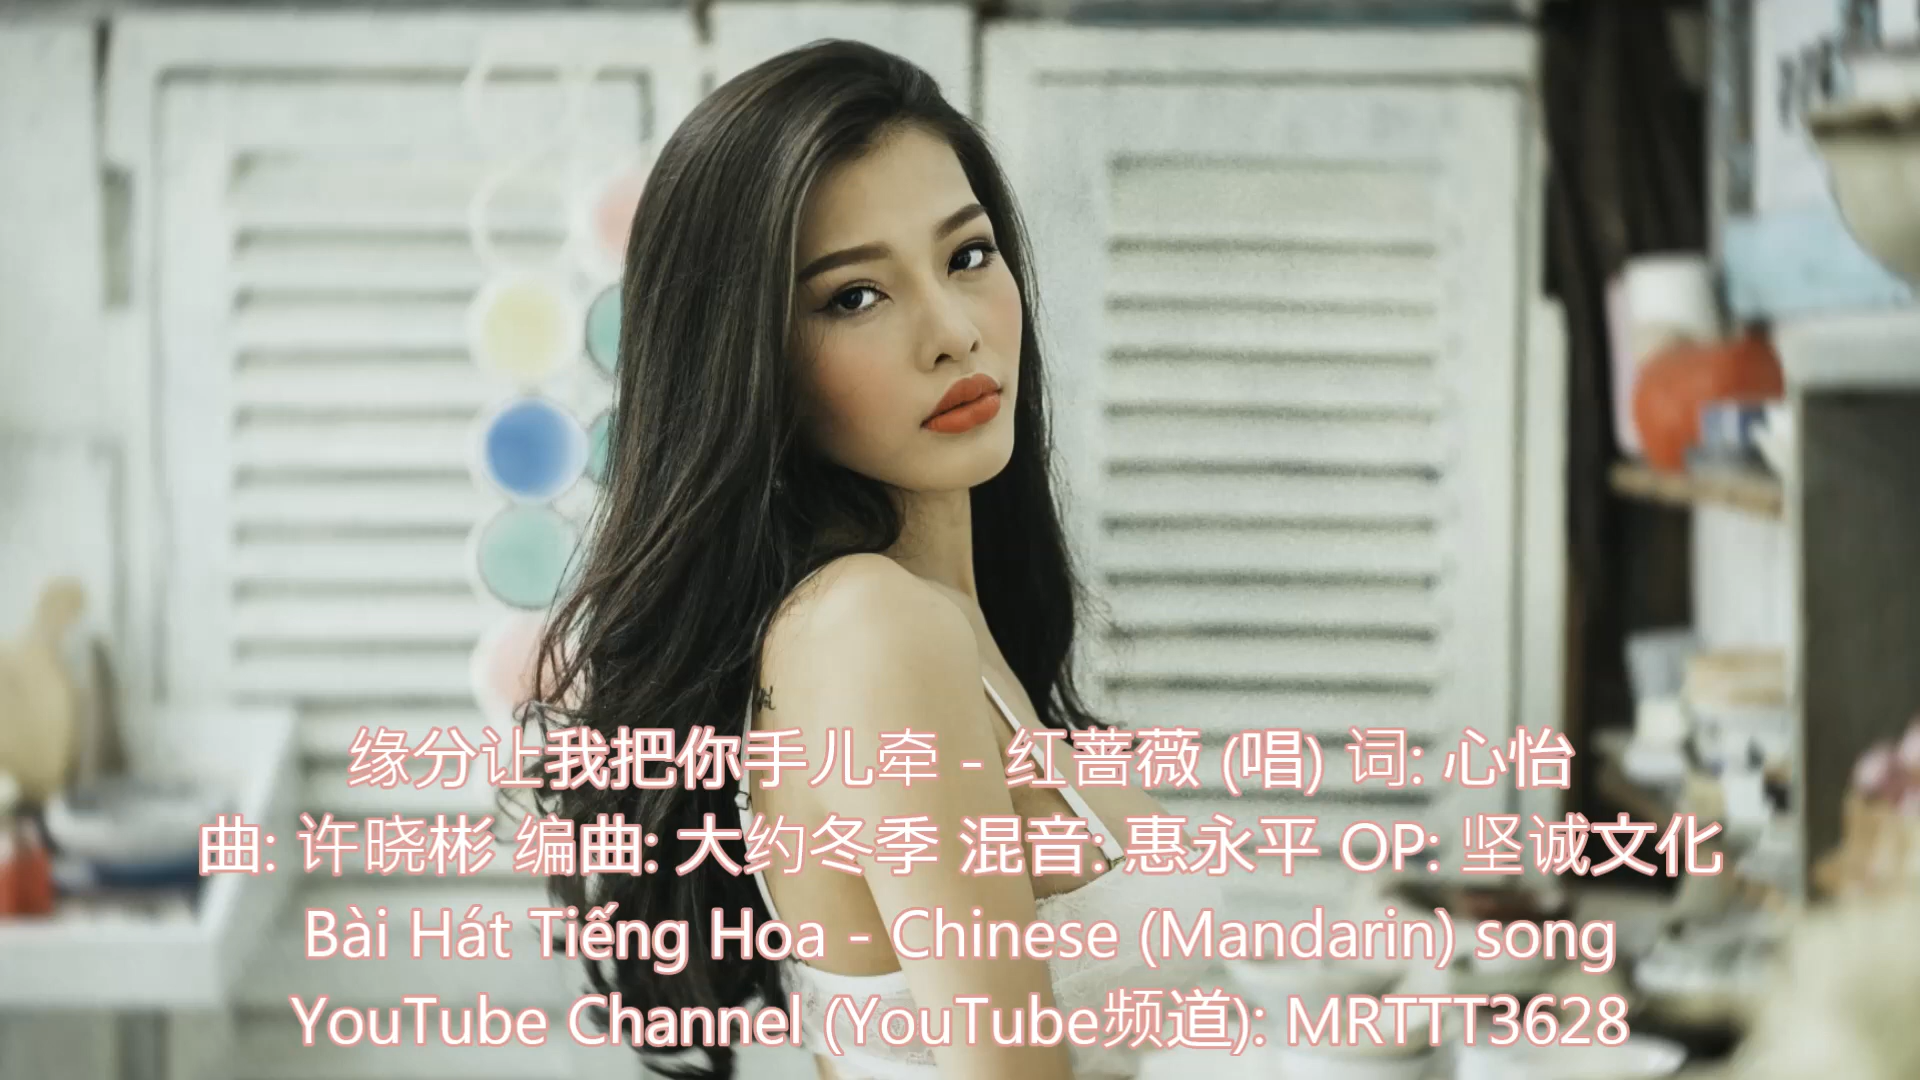 缘分让我把你手儿牵 - 红蔷薇 (唱) 词: 心怡
曲: 许晓彬 编曲: 大约冬季 混音: 惠永平 OP: 坚诚文化
Bài Hát Tiếng Hoa - Chinese (Mandarin) song
YouTube Channel (YouTube频道): MRTTT3628